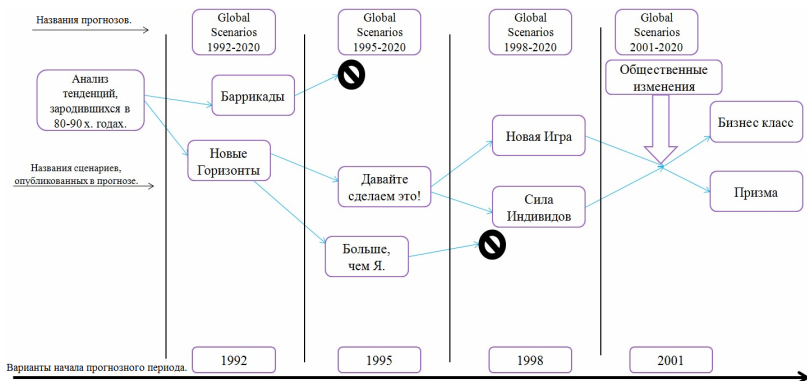 Названия прогнозов.
Global
Scenarios
1992-2020
Global
Scenarios
1995-2020
Global
Scenarios
1998-2020
Global
Scenarios
2001-2020
Анализ
тенденций,
зародившихся в
80-90 х. годах.
Баррикады
Общественные
изменения
Бизнес класс
Новые
Горизонты
Новая Игра
Названия сценариев,
опубликованных в прогнозе.
Давайте
сделаем это!
Сила
Индивидов
Призма
Больше,
чем Я.
1992
1995
1998
2001
Варианты начала прогнозного периода.